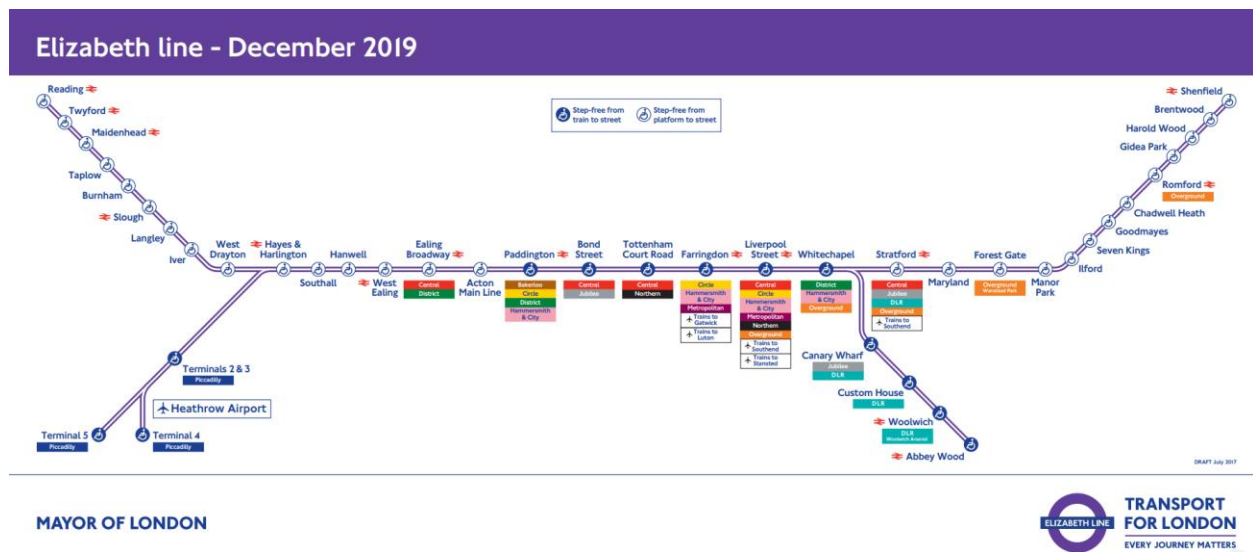 Elizabeth line - December 2019
Reading
Twyford
Maidenhead
Taplow
Burnham
Slough
Langley
Iver
West
Drayton
Hayes &
Harlington
Southall
Hanwell
West
Ealing
Ealing
Broadway
Central
District
Acton
Main Line
Paddington
Bakerloo
Circle
District
Hammersmith
& City
Bond
Street
Central
Jubilee
Tottenham
Court Road
Central
Northern
Farringdon
Circle
Hammersmith
& City
Metropolitan
Trains to
Gatwick
Trains to
Luton
Liverpool
Street
Central
Circle
Hammersmith
& City
Metropolitan
Northern
Overground
Trains to
Southend
Trains to
Stansted
Whitechapel
District
Hammersmith
& City
Overground
Stratford
Central
Jubilee
DLR
Overground
Trains to
Southend
Maryland
Forest Gate
Overground
Wanstead Park
Manor
Park
Ilford
Seven Kings
Goodmayes
Chadwell Heath
Romford
Overground
Gidea Park
Harold Wood
Brentwood
Shenfield
Step-free from
train to street
Step-free from
platform to street
Terminals 2 & 3
Piccadilly
Heathrow Airport
Terminal 5
Piccadilly
Terminal 4
Piccadilly
Canary Wharf
Jubilee
DLR
Custom House
DLR
Woolwich
DLR
Woolwich Arsenal
Abbey Wood
DRAFT July 2017
MAYOR OF LONDON
ELIZABETH LINE
TRANSPORT
FOR LONDON
EVERY JOURNEY MATTERS